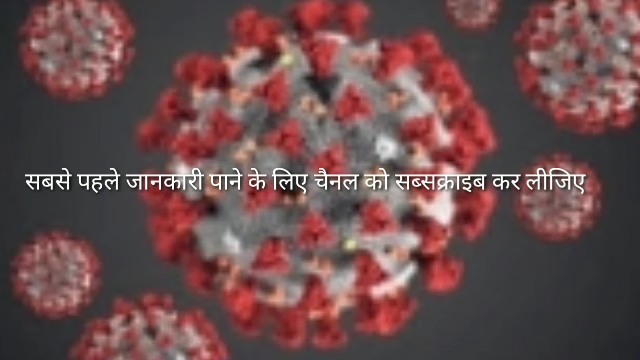 सबसे पहले जानकारी पाने के लिए चैनल को सब्सक्राइब कर लीजिए